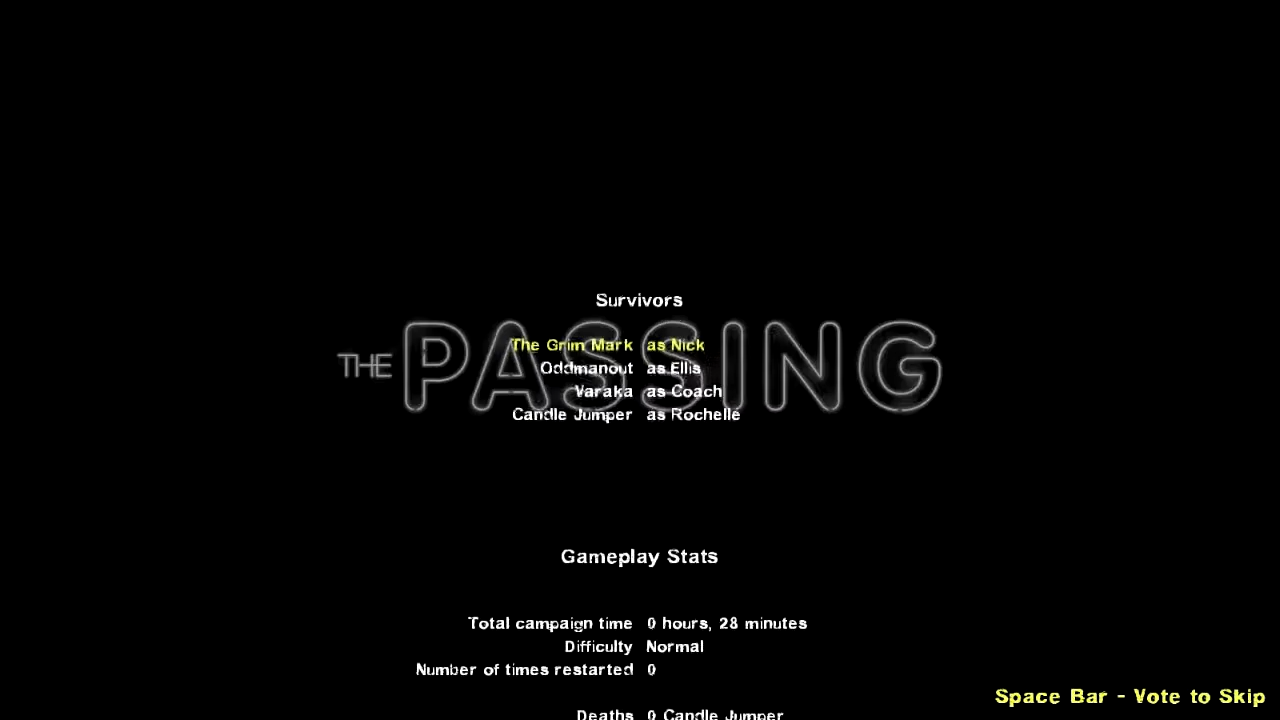 Survivors
THE PASSING
The Grim Mark as Nick
Oddmanout as Ellis
Varaka as Coach
Candle Jumper as Rochelle
Gameplay Stats
Total campaign time 0 hours, 28 minutes
Difficulty Normal
Number of times restarted 0
Space Bar - Vote to Skip
Deaths 0 Candle Jumper